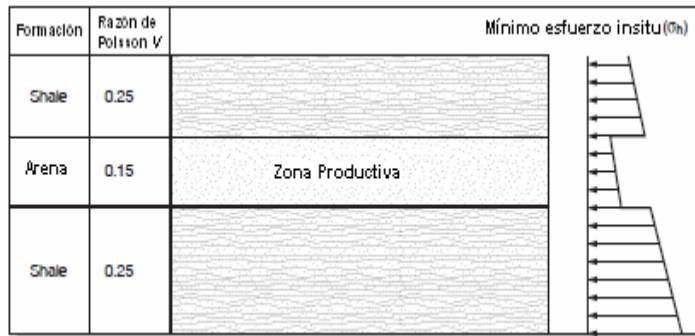 Formación
Razón de
Poisson V
Mínimo esfuerzo insitu(σh)
Shale
0.25
Arena
0.15
Zona Productiva
Shale
0.25